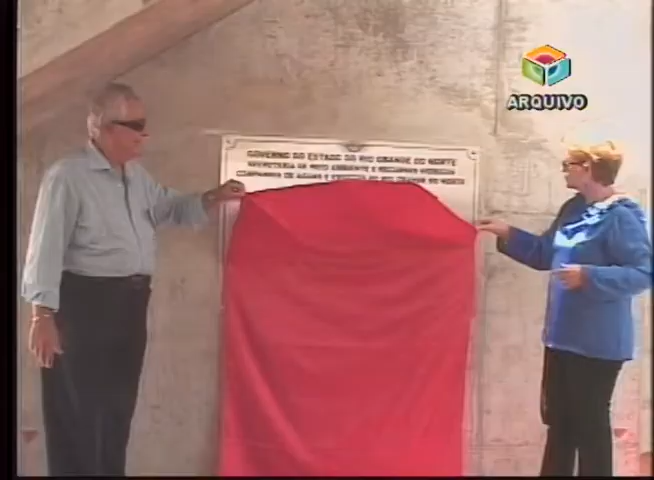 ARQUIVO
GOVERNO DO ESTADO DO RIO GRANDE DO NORTE
SECRETARIA DE MEIO AMBIENTE E RECURSOS HÍDRICOS
COMPANHIA DE ÁGUAS E ESGOTOS DO RIO GRANDE DO NORTE